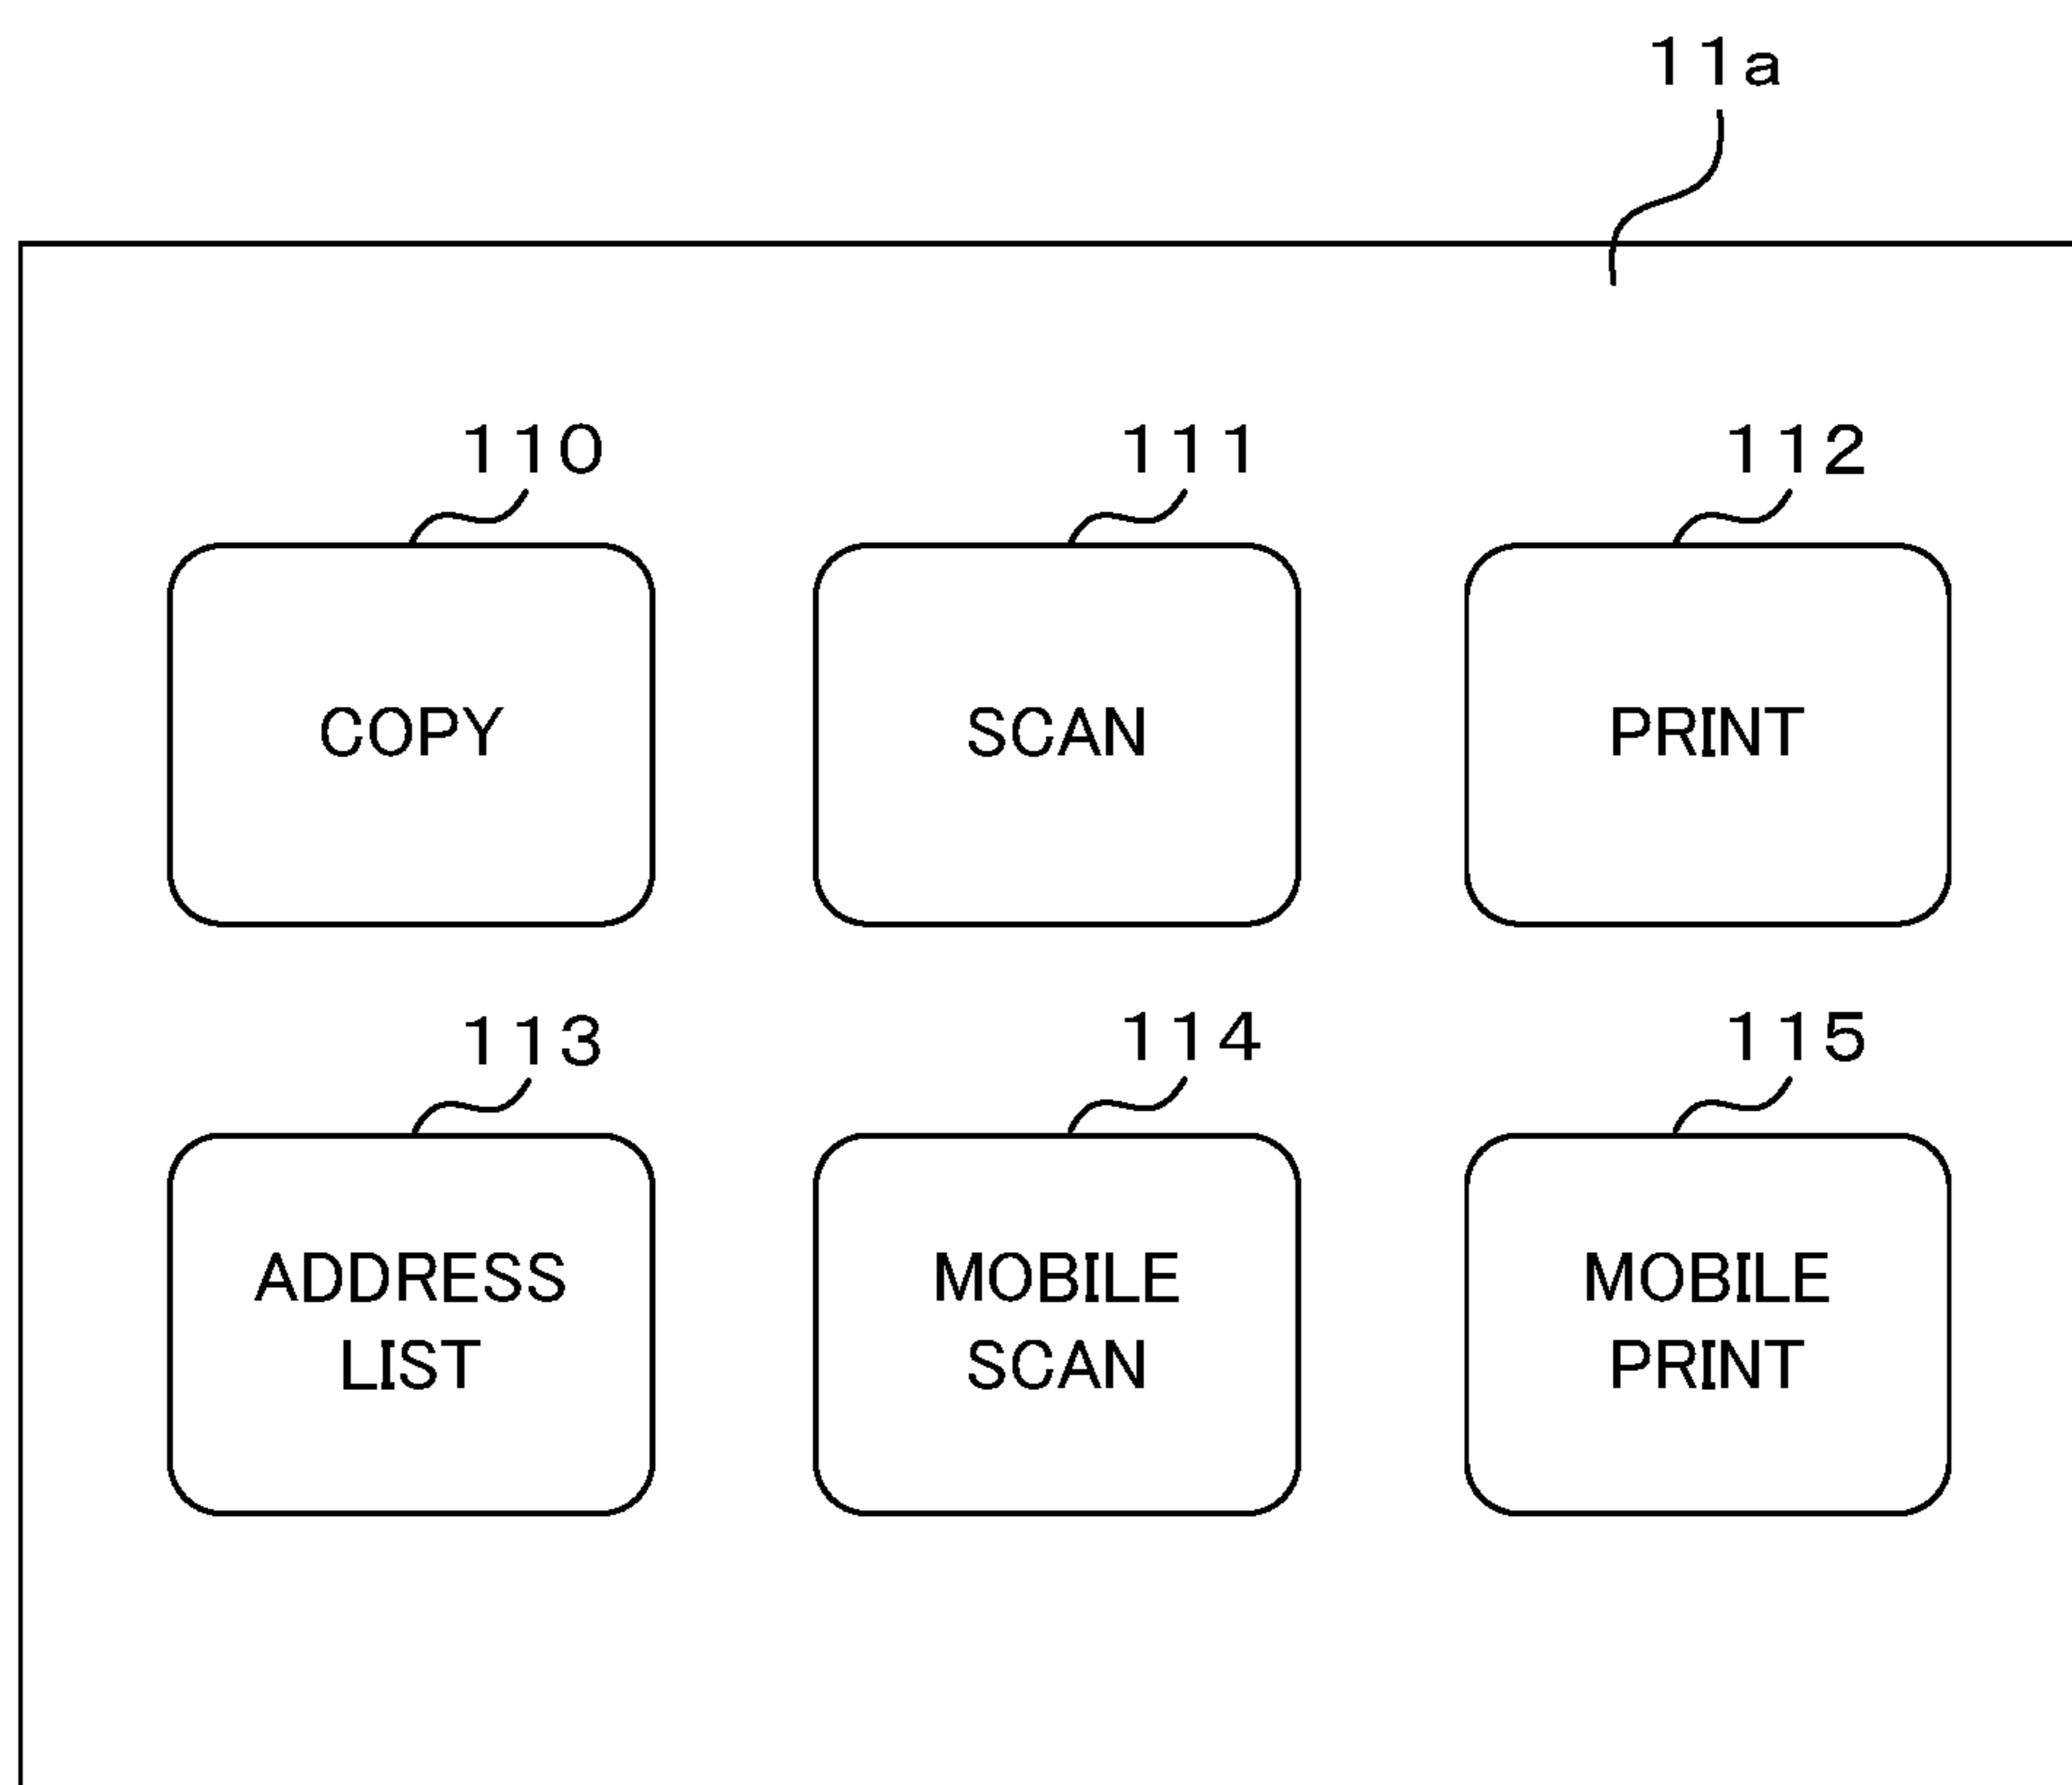 11a
110
111
112
COPY
SCAN
PRINT
113
114
115
ADDRESS
LIST
MOBILE
SCAN
MOBILE
PRINT